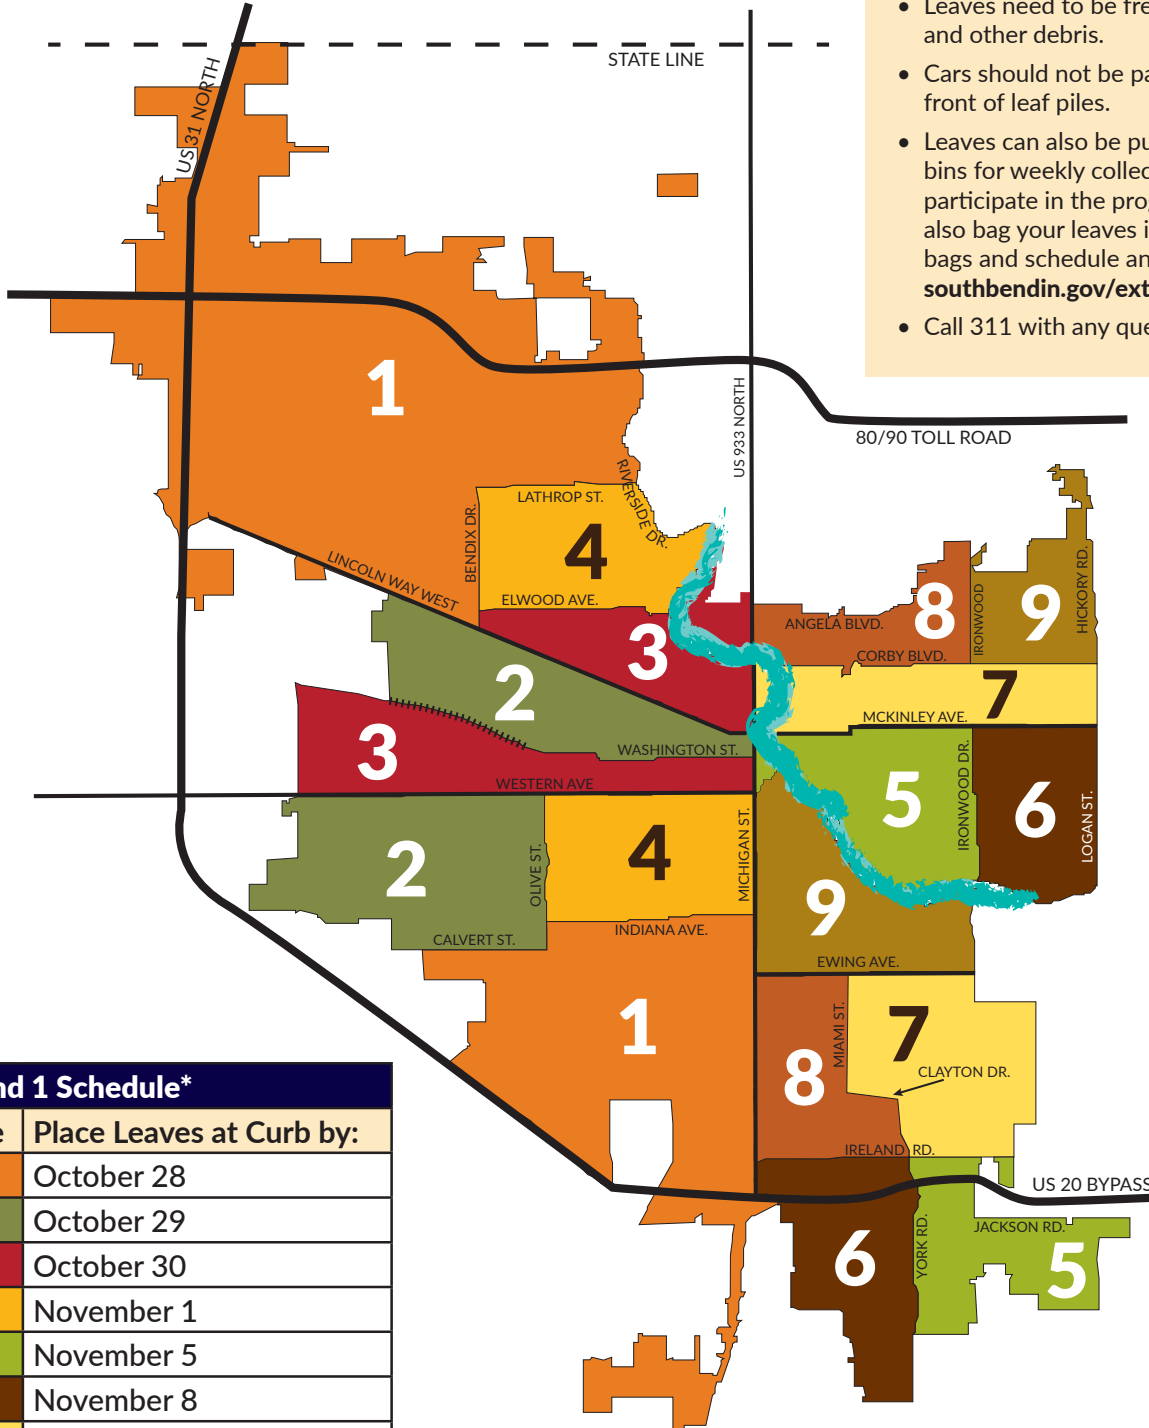 Leaves need to be fre
and other debris.
Cars should not be pa
front of leaf piles.
Leaves can also be pu
bins for weekly collec
participate in the prog
also bag your leaves i
bags and schedule an
southbendin.gov/ext
Call 311 with any que
STATE LINE
US 31 NORTH
1
US 933 NORTH
80/90 TOLL ROAD
RIVERSIDE DR.
LATHROP ST.
BENDIX DR.
4
LINCOLN WAY WEST
ELWOOD AVE.
3
ANGELA BLVD.
8
IRONWOOD
9
HICKORY RD.
CORBY BLVD.
2
7
MCKINLEY AVE.
3
WASHINGTON ST.
WESTERN AVE
5
IRONWOOD DR.
6
LOGAN ST.
2
OLIVE ST.
4
MICHIGAN ST.
9
CALVERT ST.
INDIANA AVE.
EWING AVE.
1
8
MIAMI ST.
7
CLAYTON DR.
IRELAND RD.
US 20 BYPASS
6
YORK RD.
JACKSON RD.
5
nd 1 Schedule*
e Place Leaves at Curb by:
October 28
October 29
October 30
November 1
November 5
November 8